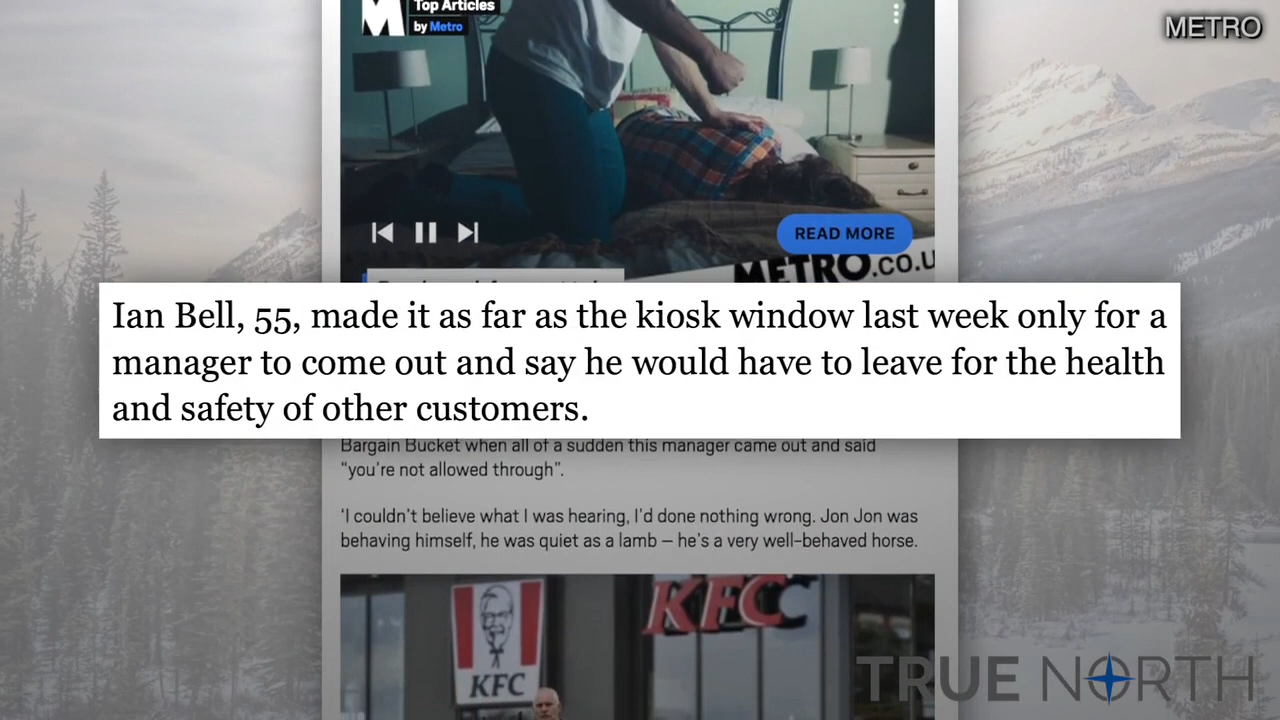 Top Articles
by Metro
METRO
READ MORE
METRO.CO.U
Ian Bell, 55, made it as far as the kiosk window last week only for a
manager to come out and say he would have to leave for the health
and safety of other customers.
Bargain Bucket when all of a sudden this manager came out and said
“you’re not allowed through”.
‘I couldn’t believe what I was hearing, I’d done nothing wrong. Jon Jon was
behaving himself, he was quiet as a lamb – he’s a very well-behaved horse.
KFC
KFC
TRUE NORTH